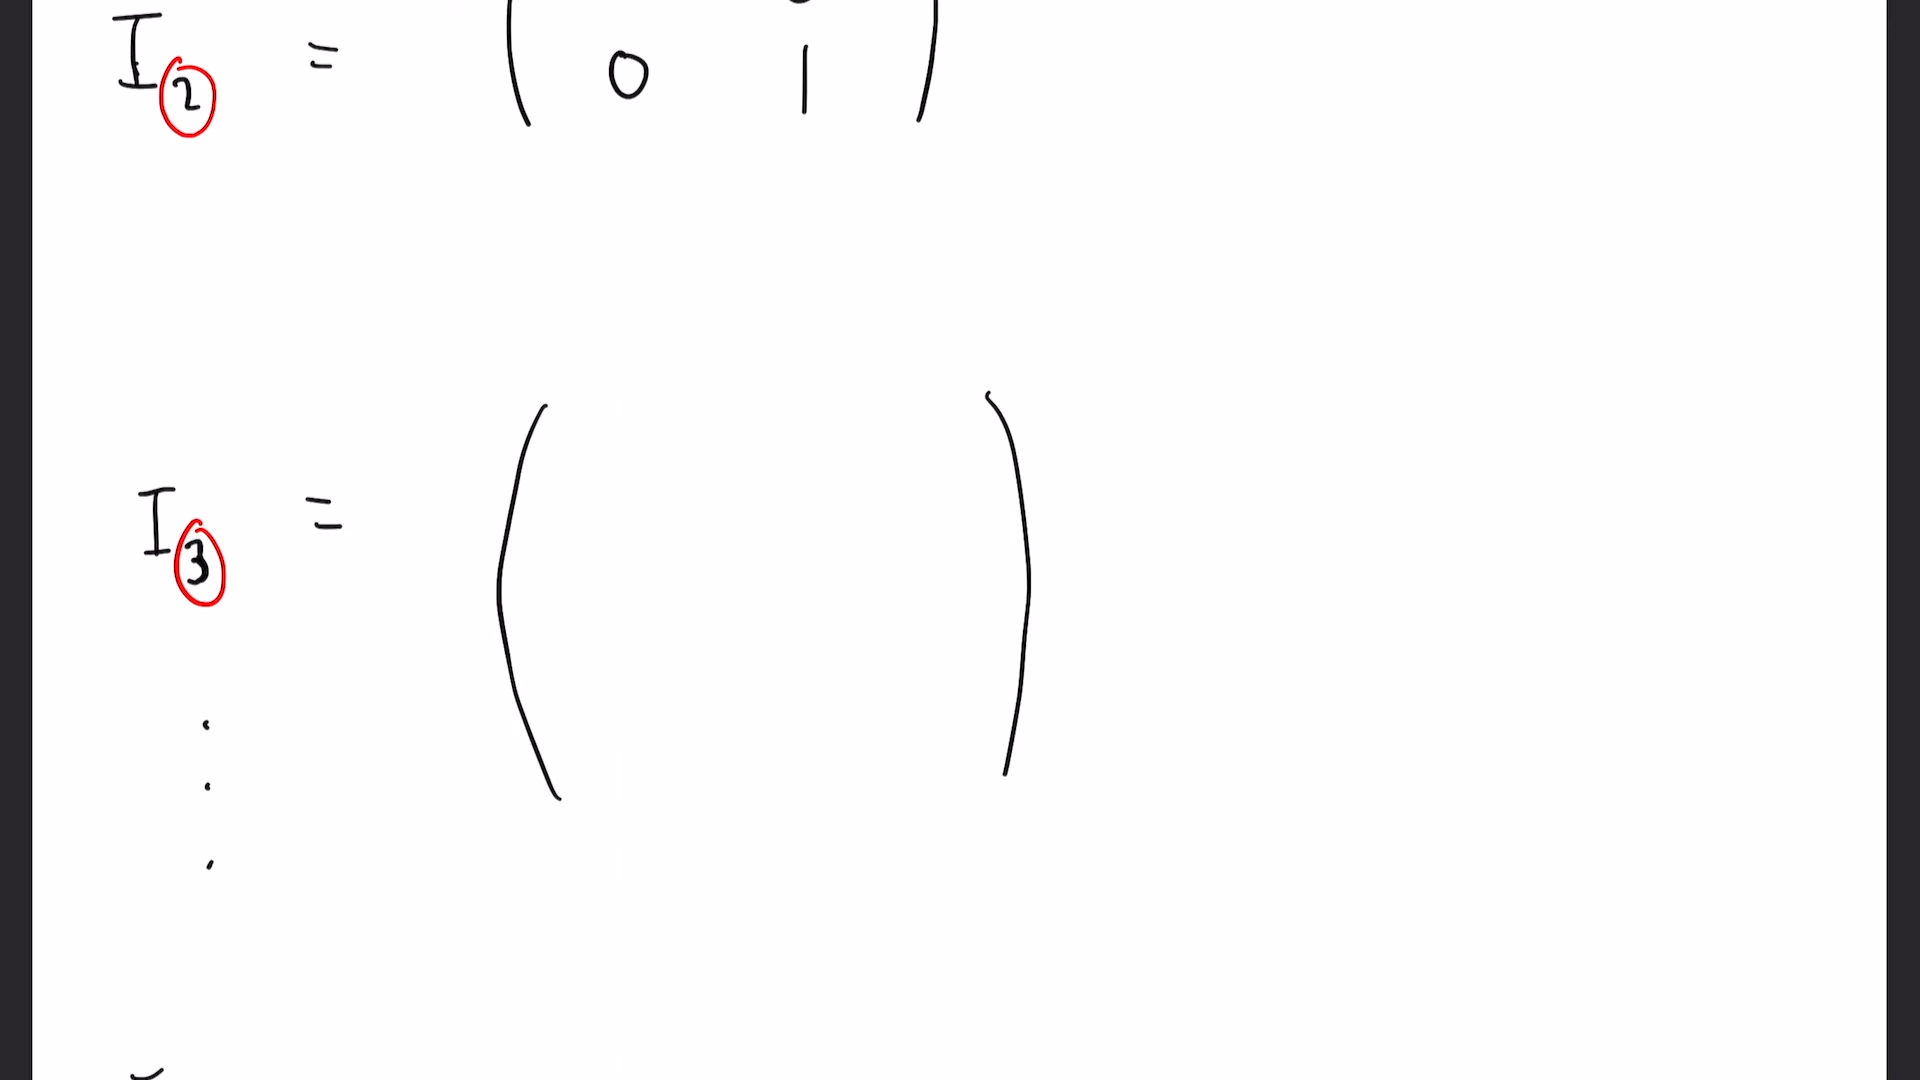 I₂ = ( 0 1 )
I₃ = ( )
.
.
.